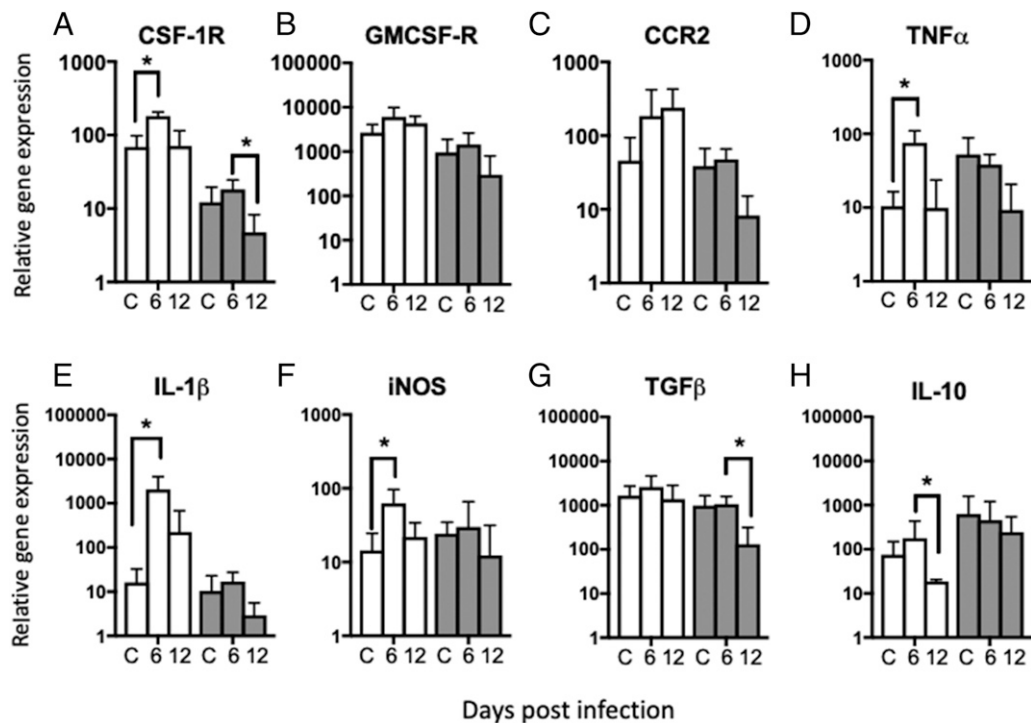 A
CSF-1R
B
GMCSF-R
C
CCR2
D
TNFα
Relative gene expression
1000
100
10
1
*
*
C 6 12 C 6 12
100000
10000
1000
100
10
1
C 6 12 C 6 12
1000
100
10
1
C 6 12 C 6 12
1000
100
10
1
*
C 6 12 C 6 12
E
IL-1β
F
iNOS
G
TGFβ
H
IL-10
Relative gene expression
100000
10000
1000
100
10
1
*
C 6 12 C 6 12
1000
100
10
1
*
C 6 12 C 6 12
100000
10000
1000
100
10
1
*
C 6 12 C 6 12
100000
10000
1000
100
10
1
*
C 6 12 C 6 12
Days post infection